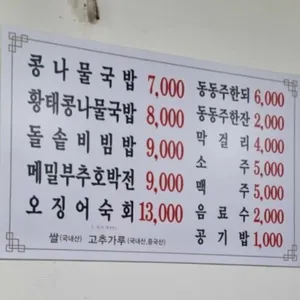 콩나물국밥 7,000
황태콩나물국밥 8,000
돌솥비빔밥 9,000
메밀부추호박전 9,000
오징어숙회 13,000
동동주한되 6,000
동동주한잔 2,000
막걸리 4,000
소주 5,000
맥주 5,000
음료수 2,000
공기밥 1,000
쌀(국내산) 고추가루(국내산,중국산)